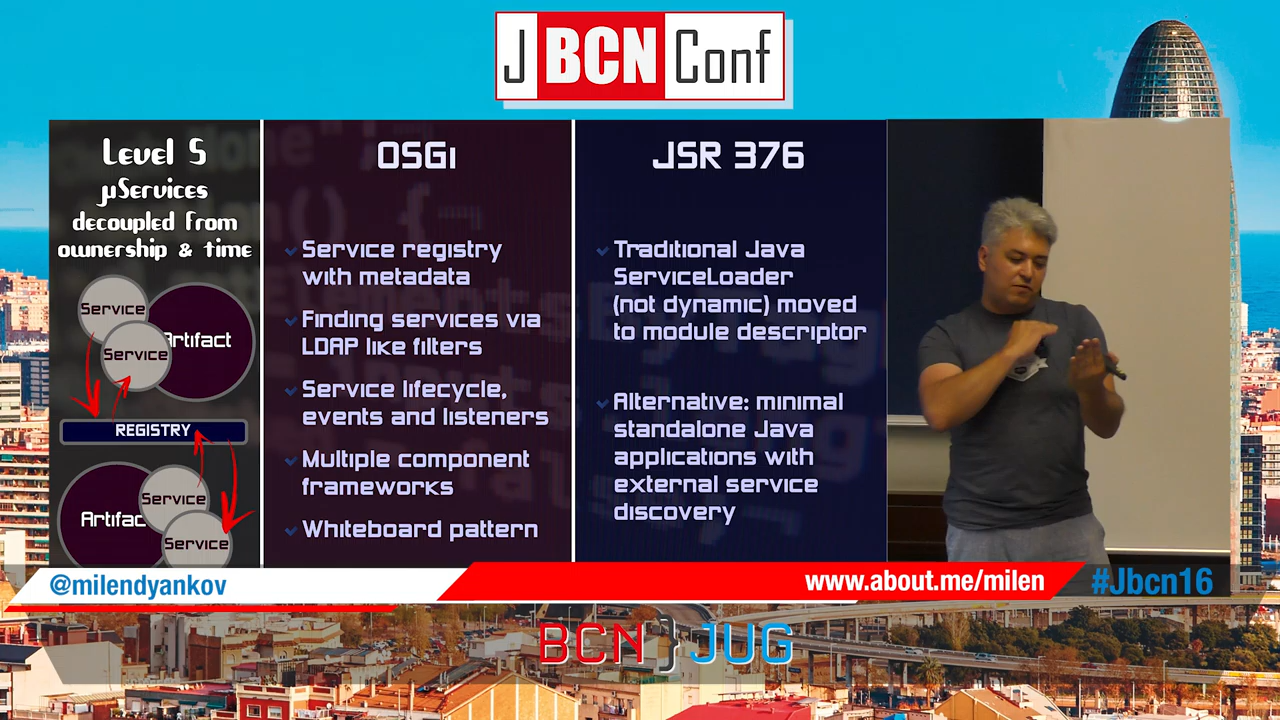 J BCN Conf
Level 5
µServices
decoupled from
ownership & time
Service
Artifact
Service
REGISTRY
Service
Artifac
Service
OSGi
Service registry
with metadata
Finding services via
LDAP like filters
Service lifecycle,
events and listeners
Multiple component
frameworks
Whiteboard pattern
JSR 376
Traditional Java
ServiceLoader
(not dynamic) moved
to module descriptor
Alternative: minimal
standalone Java
applications with
external service
discovery
@milendyankov
www.about.me/milen
#Jbcn16
BCN}JUG